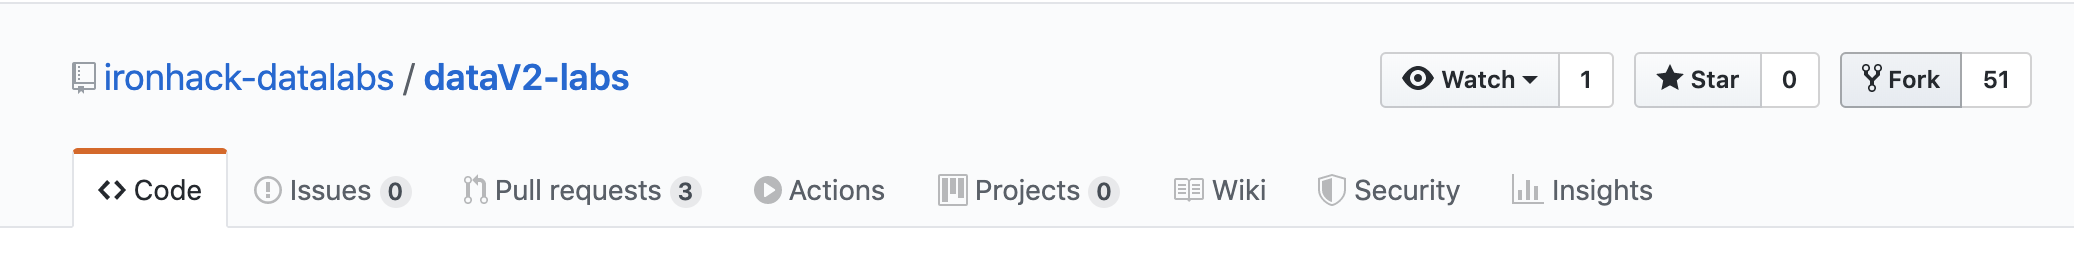 ironhack-datalabs / dataV2-labs Watch 1 Star 0 Fork 51
Code Issues 0 Pull requests 3 Actions Projects 0 Wiki Security Insights